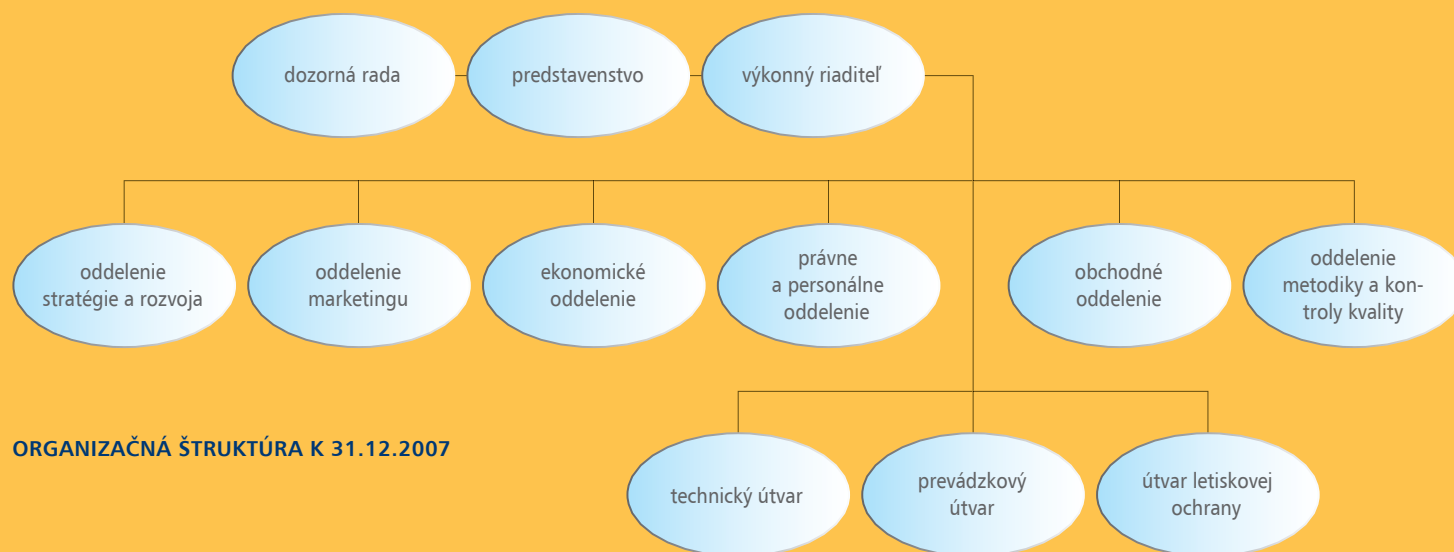 dozorná rada
predstavenstvo
výkonný riaditeľ
oddelenie
stratégie a rozvoja
oddelenie
marketingu
ekonomické
oddelenie
právne
a personálne
oddelenie
obchodné
oddelenie
oddelenie
metodiky a kon-
troly kvality
ORGANIZAČNÁ ŠTRUKTÚRA K 31.12.2007
technický útvar
prevádzkový
útvar
útvar letiskovej
ochrany